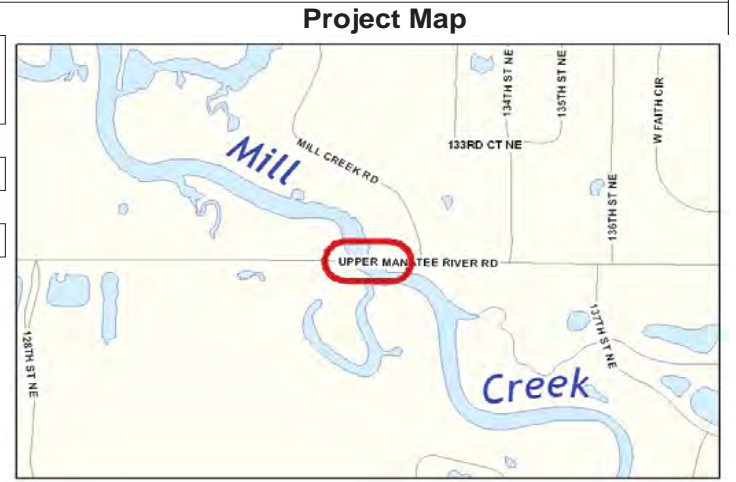 Project Map
134TH ST NE
135TH ST NE
W FAITH CIR
Mill
MILL CREEK RD
133RD CT NE
136TH ST NE
UPPER MANATEE RIVER RD
128TH ST NE
137TH ST NE
Creek